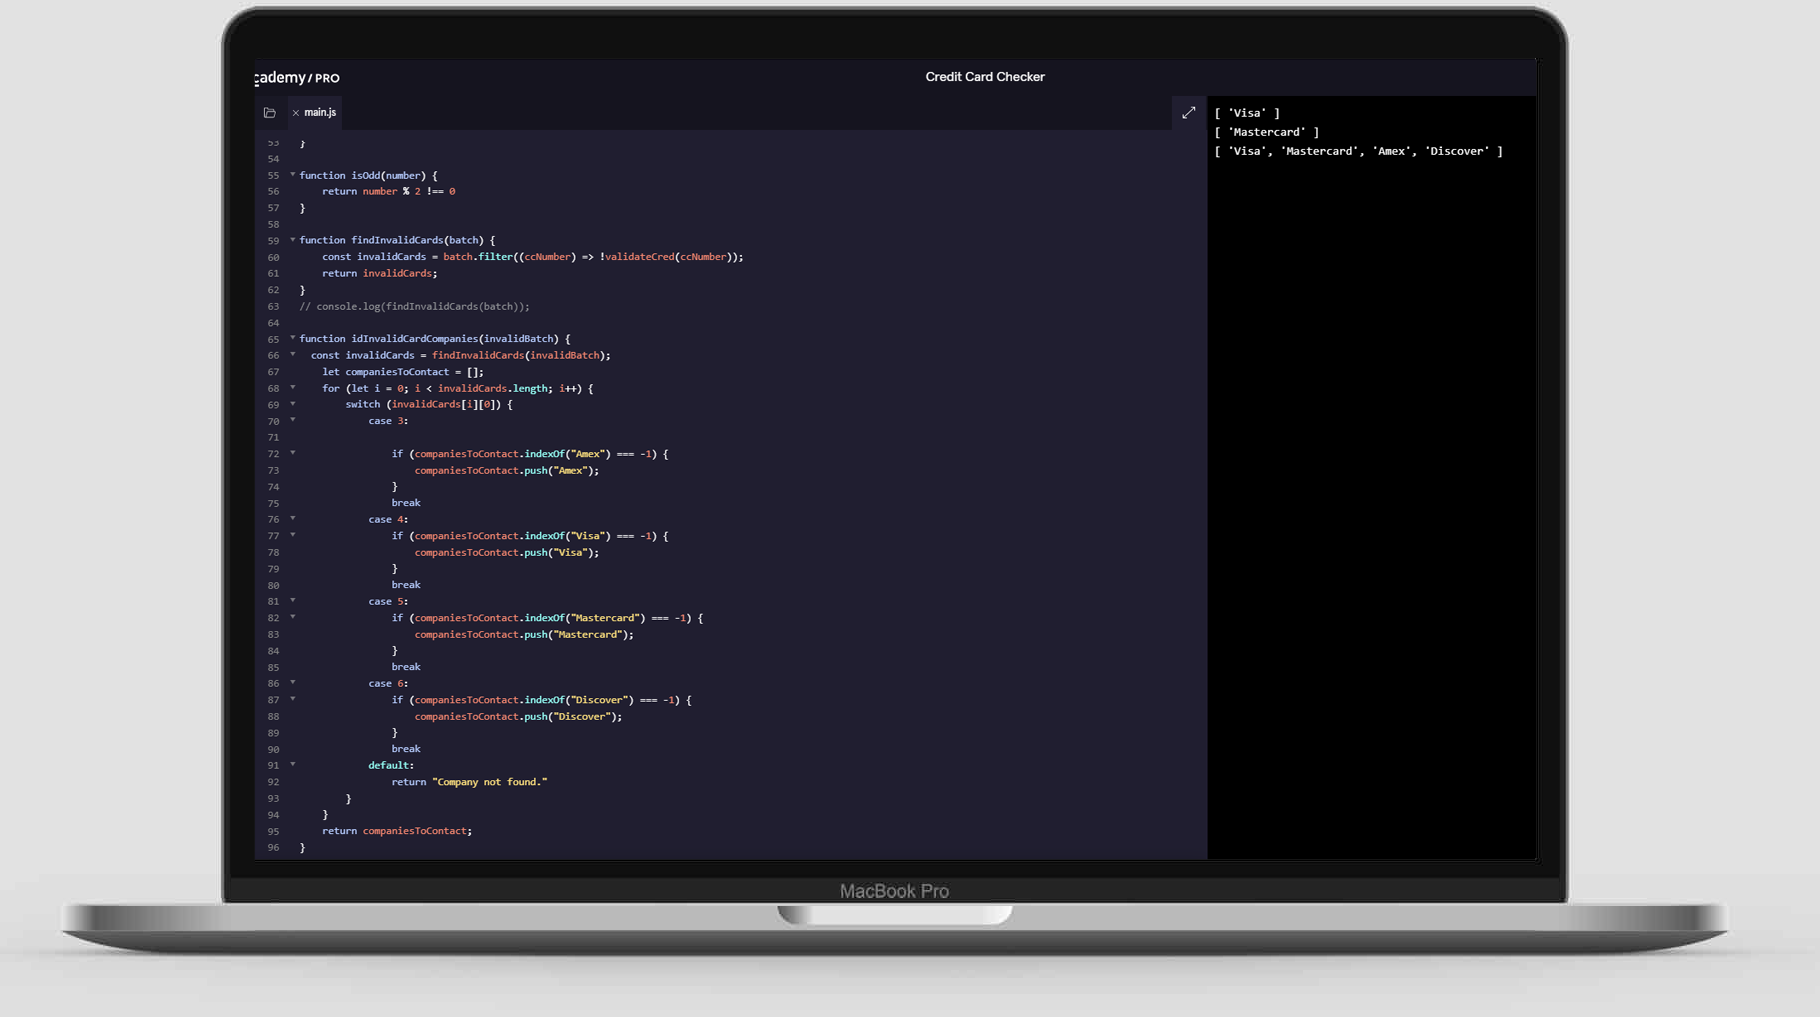 cademy/PRO
Credit Card Checker
main.js
53 }
54
55 function isOdd(number) {
56 return number % 2 !== 0
57 }
58
59 function findInvalidCards(batch) {
60 const invalidCards = batch.filter((ccNumber) => !validateCred(ccNumber));
61 return invalidCards;
62 }
63 // console.log(findInvalidCards(batch));
64
65 function idInvalidCardCompanies(invalidBatch) {
66 const invalidCards = findInvalidCards(invalidBatch);
67 let companiesToContact = [];
68 for (let i = 0; i < invalidCards.length; i++) {
69 switch (invalidCards[i][0]) {
70 case 3:
71
72 if (companiesToContact.indexOf("Amex") === -1) {
73 companiesToContact.push("Amex");
74 }
75 break
76 case 4:
77 if (companiesToContact.indexOf("Visa") === -1) {
78 companiesToContact.push("Visa");
79 }
80 break
81 case 5:
82 if (companiesToContact.indexOf("Mastercard") === -1) {
83 companiesToContact.push("Mastercard");
84 }
85 break
86 case 6:
87 if (companiesToContact.indexOf("Discover") === -1) {
88 companiesToContact.push("Discover");
89 }
90 break
91 default:
92 return "Company not found."
93 }
94 }
95 return companiesToContact;
96 }
[ 'Visa' ]
[ 'Mastercard' ]
[ 'Visa', 'Mastercard', 'Amex', 'Discover' ]
MacBook Pro